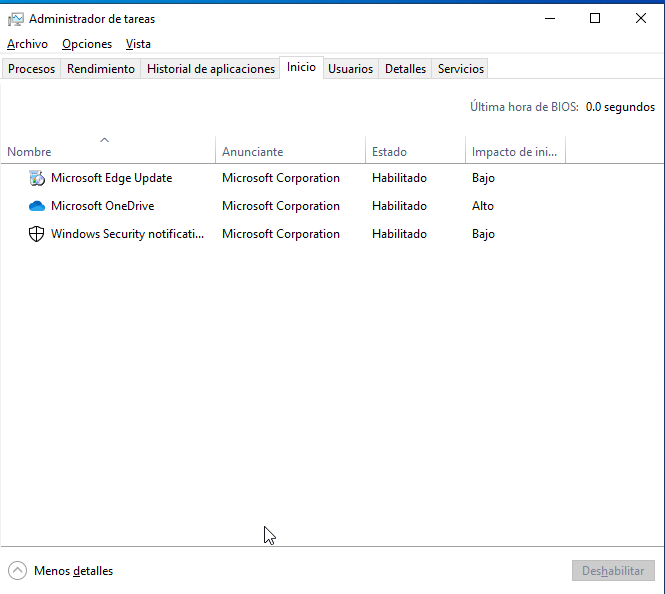 Administrador de tareas
Archivo Opciones Vista
Procesos Rendimiento Historial de aplicaciones Inicio Usuarios Detalles Servicios
Última hora de BIOS: 0.0 segundos
Nombre Anunciante Estado Impacto de ini...
Microsoft Edge Update Microsoft Corporation Habilitado Bajo
Microsoft OneDrive Microsoft Corporation Habilitado Alto
Windows Security notificati... Microsoft Corporation Habilitado Bajo
Menos detalles Deshabilitar